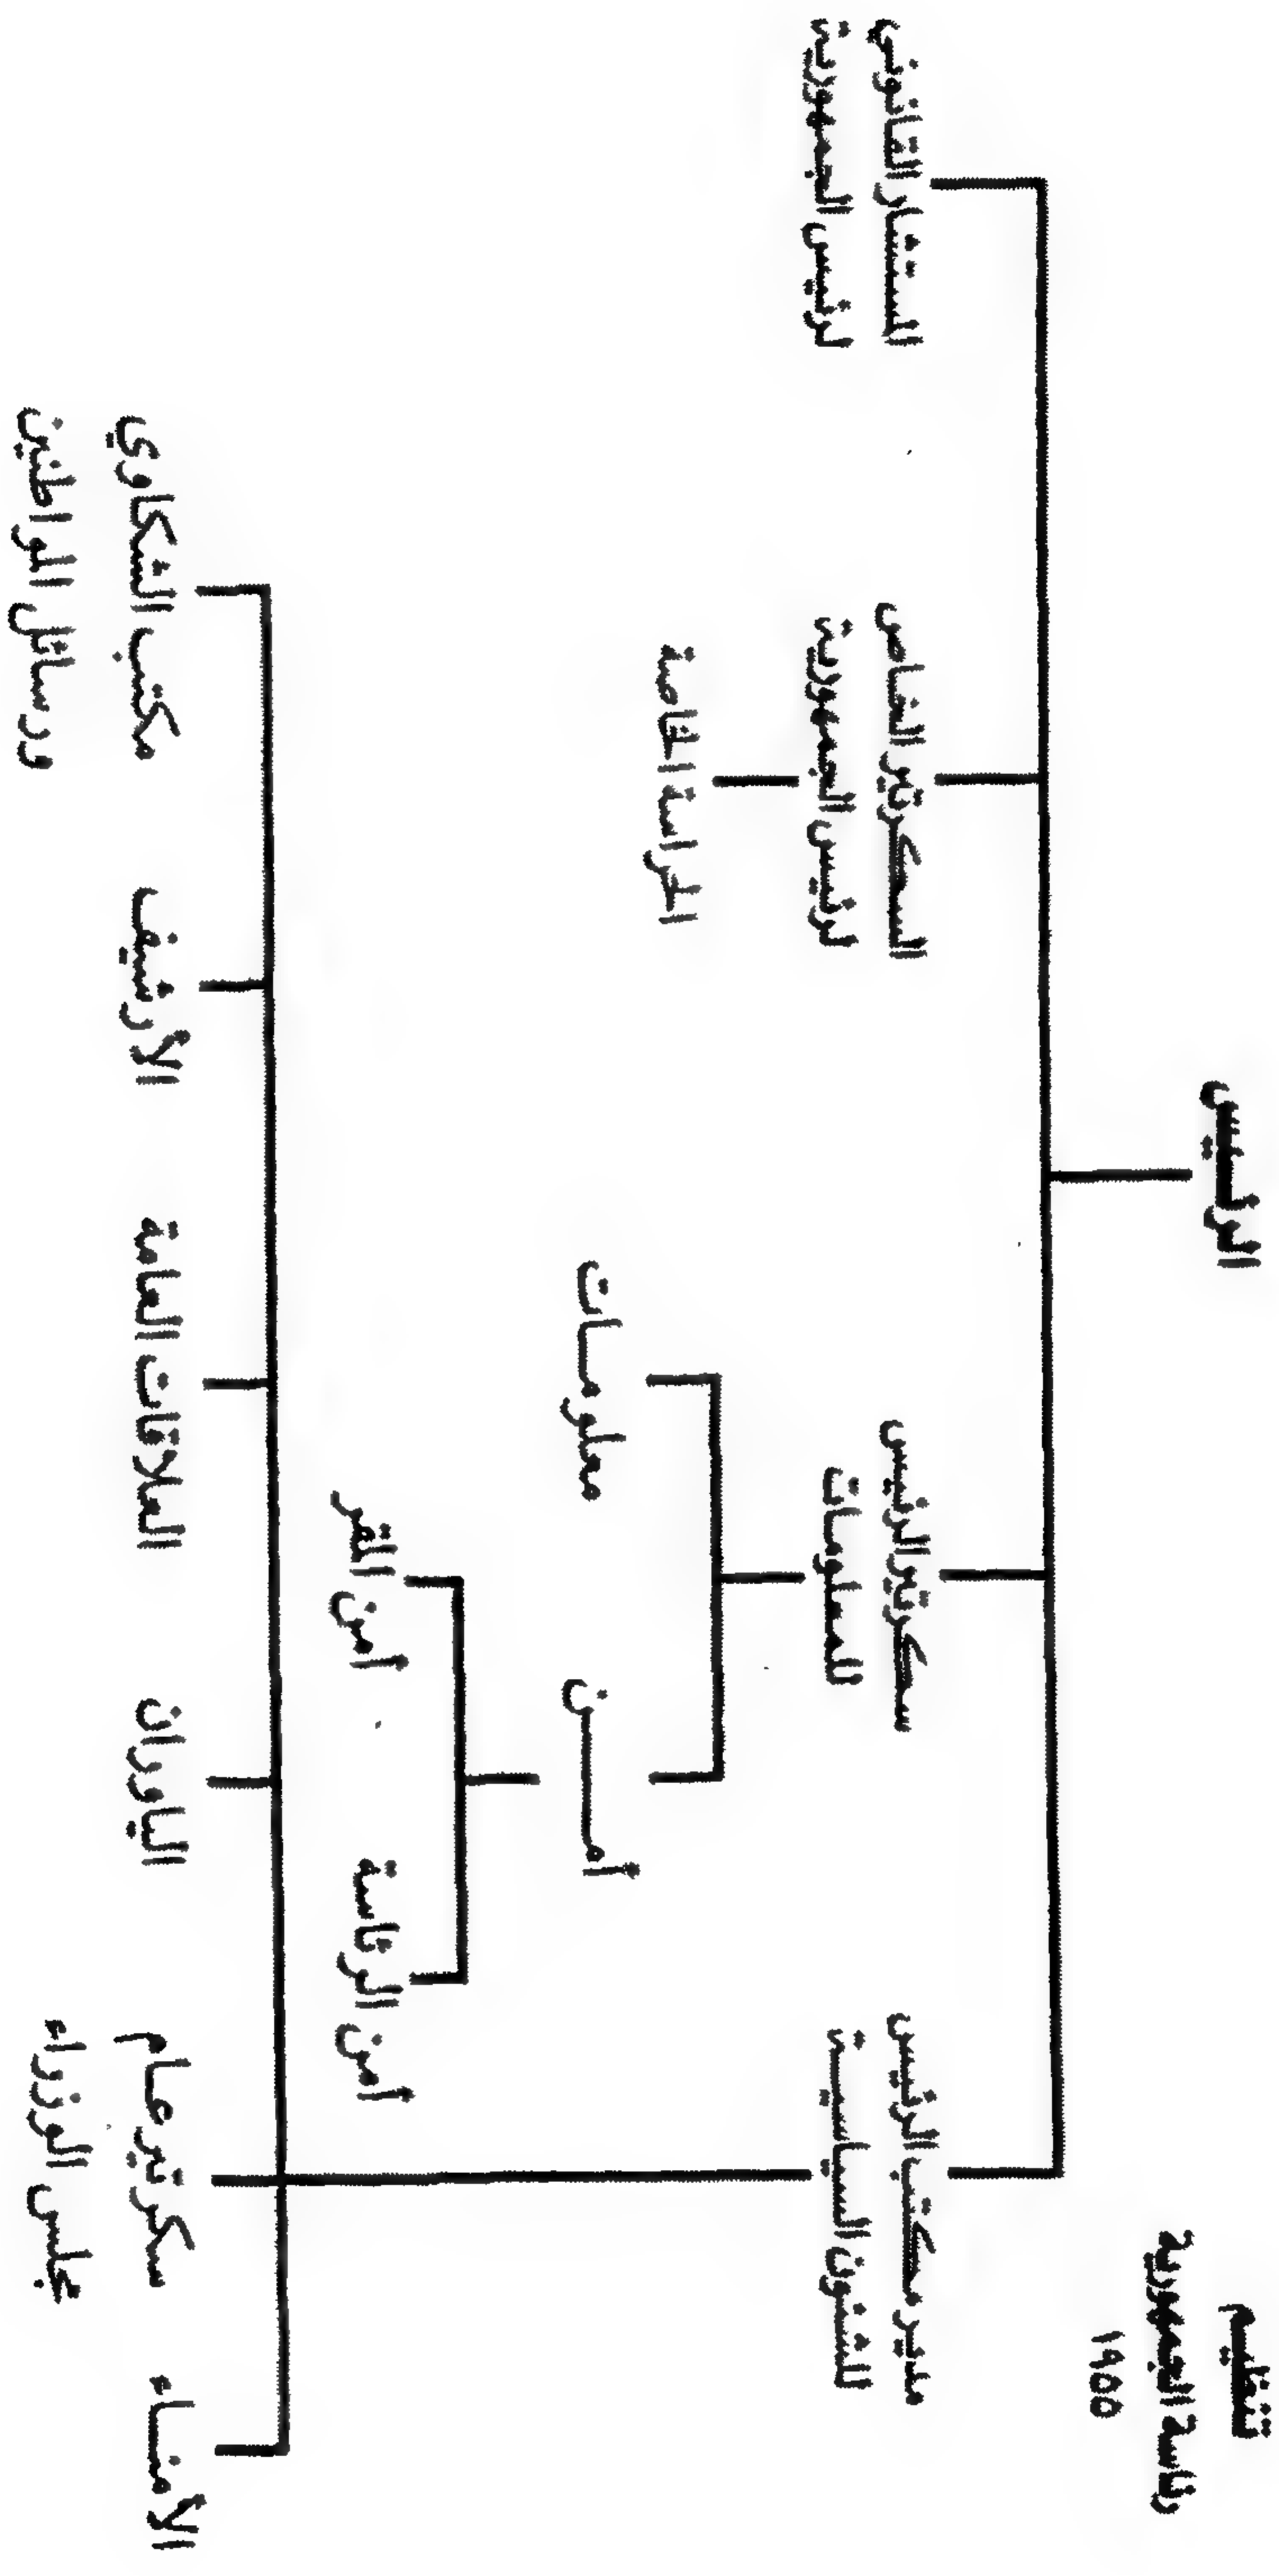 تنظيم
رئاسة الجمهورية
١٩٥٥
الرئيس
مدير مكتب الرئيس
للشئون السياسية
سكرتير الرئيس
للمعلومات
السكرتير الخاص
لرئيس الجمهورية
المستشار القانوني
لرئيس الجمهورية
الحراسة الخاصة
أمن
معلومات
أمن الرئاسة
أمن المقر
الأمناء
سكرتير عام
مجلس الوزراء
الياوران
العلاقات العامة
الأرشيف
مكتب الشكاوي
ورسائل المواطنين